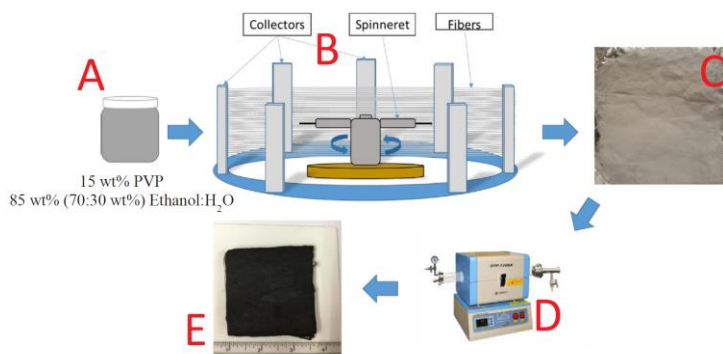 Collectors
Spinneret
Fibers
A
B
C
15 wt% PVP
85 wt% (70:30 wt%) Ethanol:H₂O
D
E